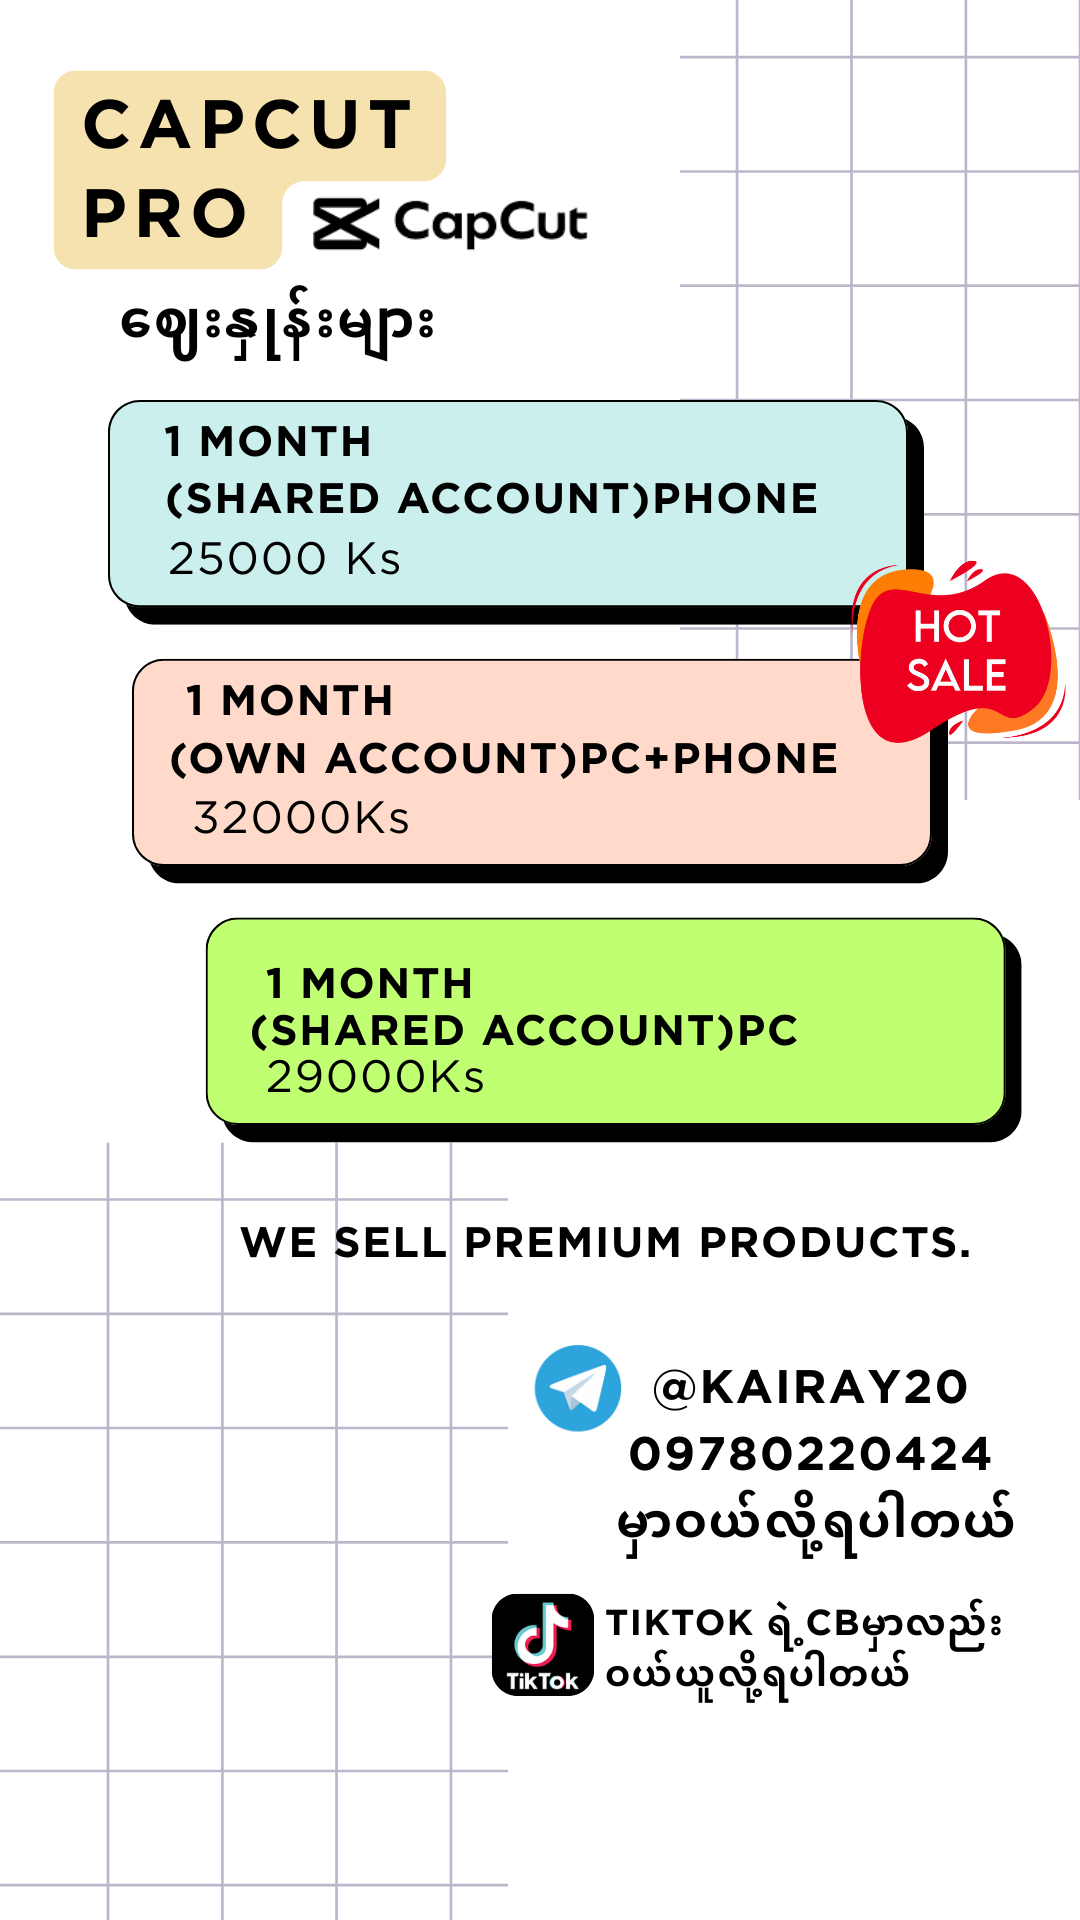 CAPCUT
PRO
CapCut
ဈေးနှုန်းများ
1 MONTH
(SHARED ACCOUNT)PHONE
25000 Ks
HOT
SALE
1 MONTH
(OWN ACCOUNT)PC+PHONE
32000Ks
1 MONTH
(SHARED ACCOUNT)PC
29000Ks
WE SELL PREMIUM PRODUCTS.
@KAIRAY20
09780220424
မှာဝယ်လို့ရပါတယ်
TikTok
TIKTOK ရဲ့CBမှာလည်း
ဝယ်ယူလို့ရပါတယ်